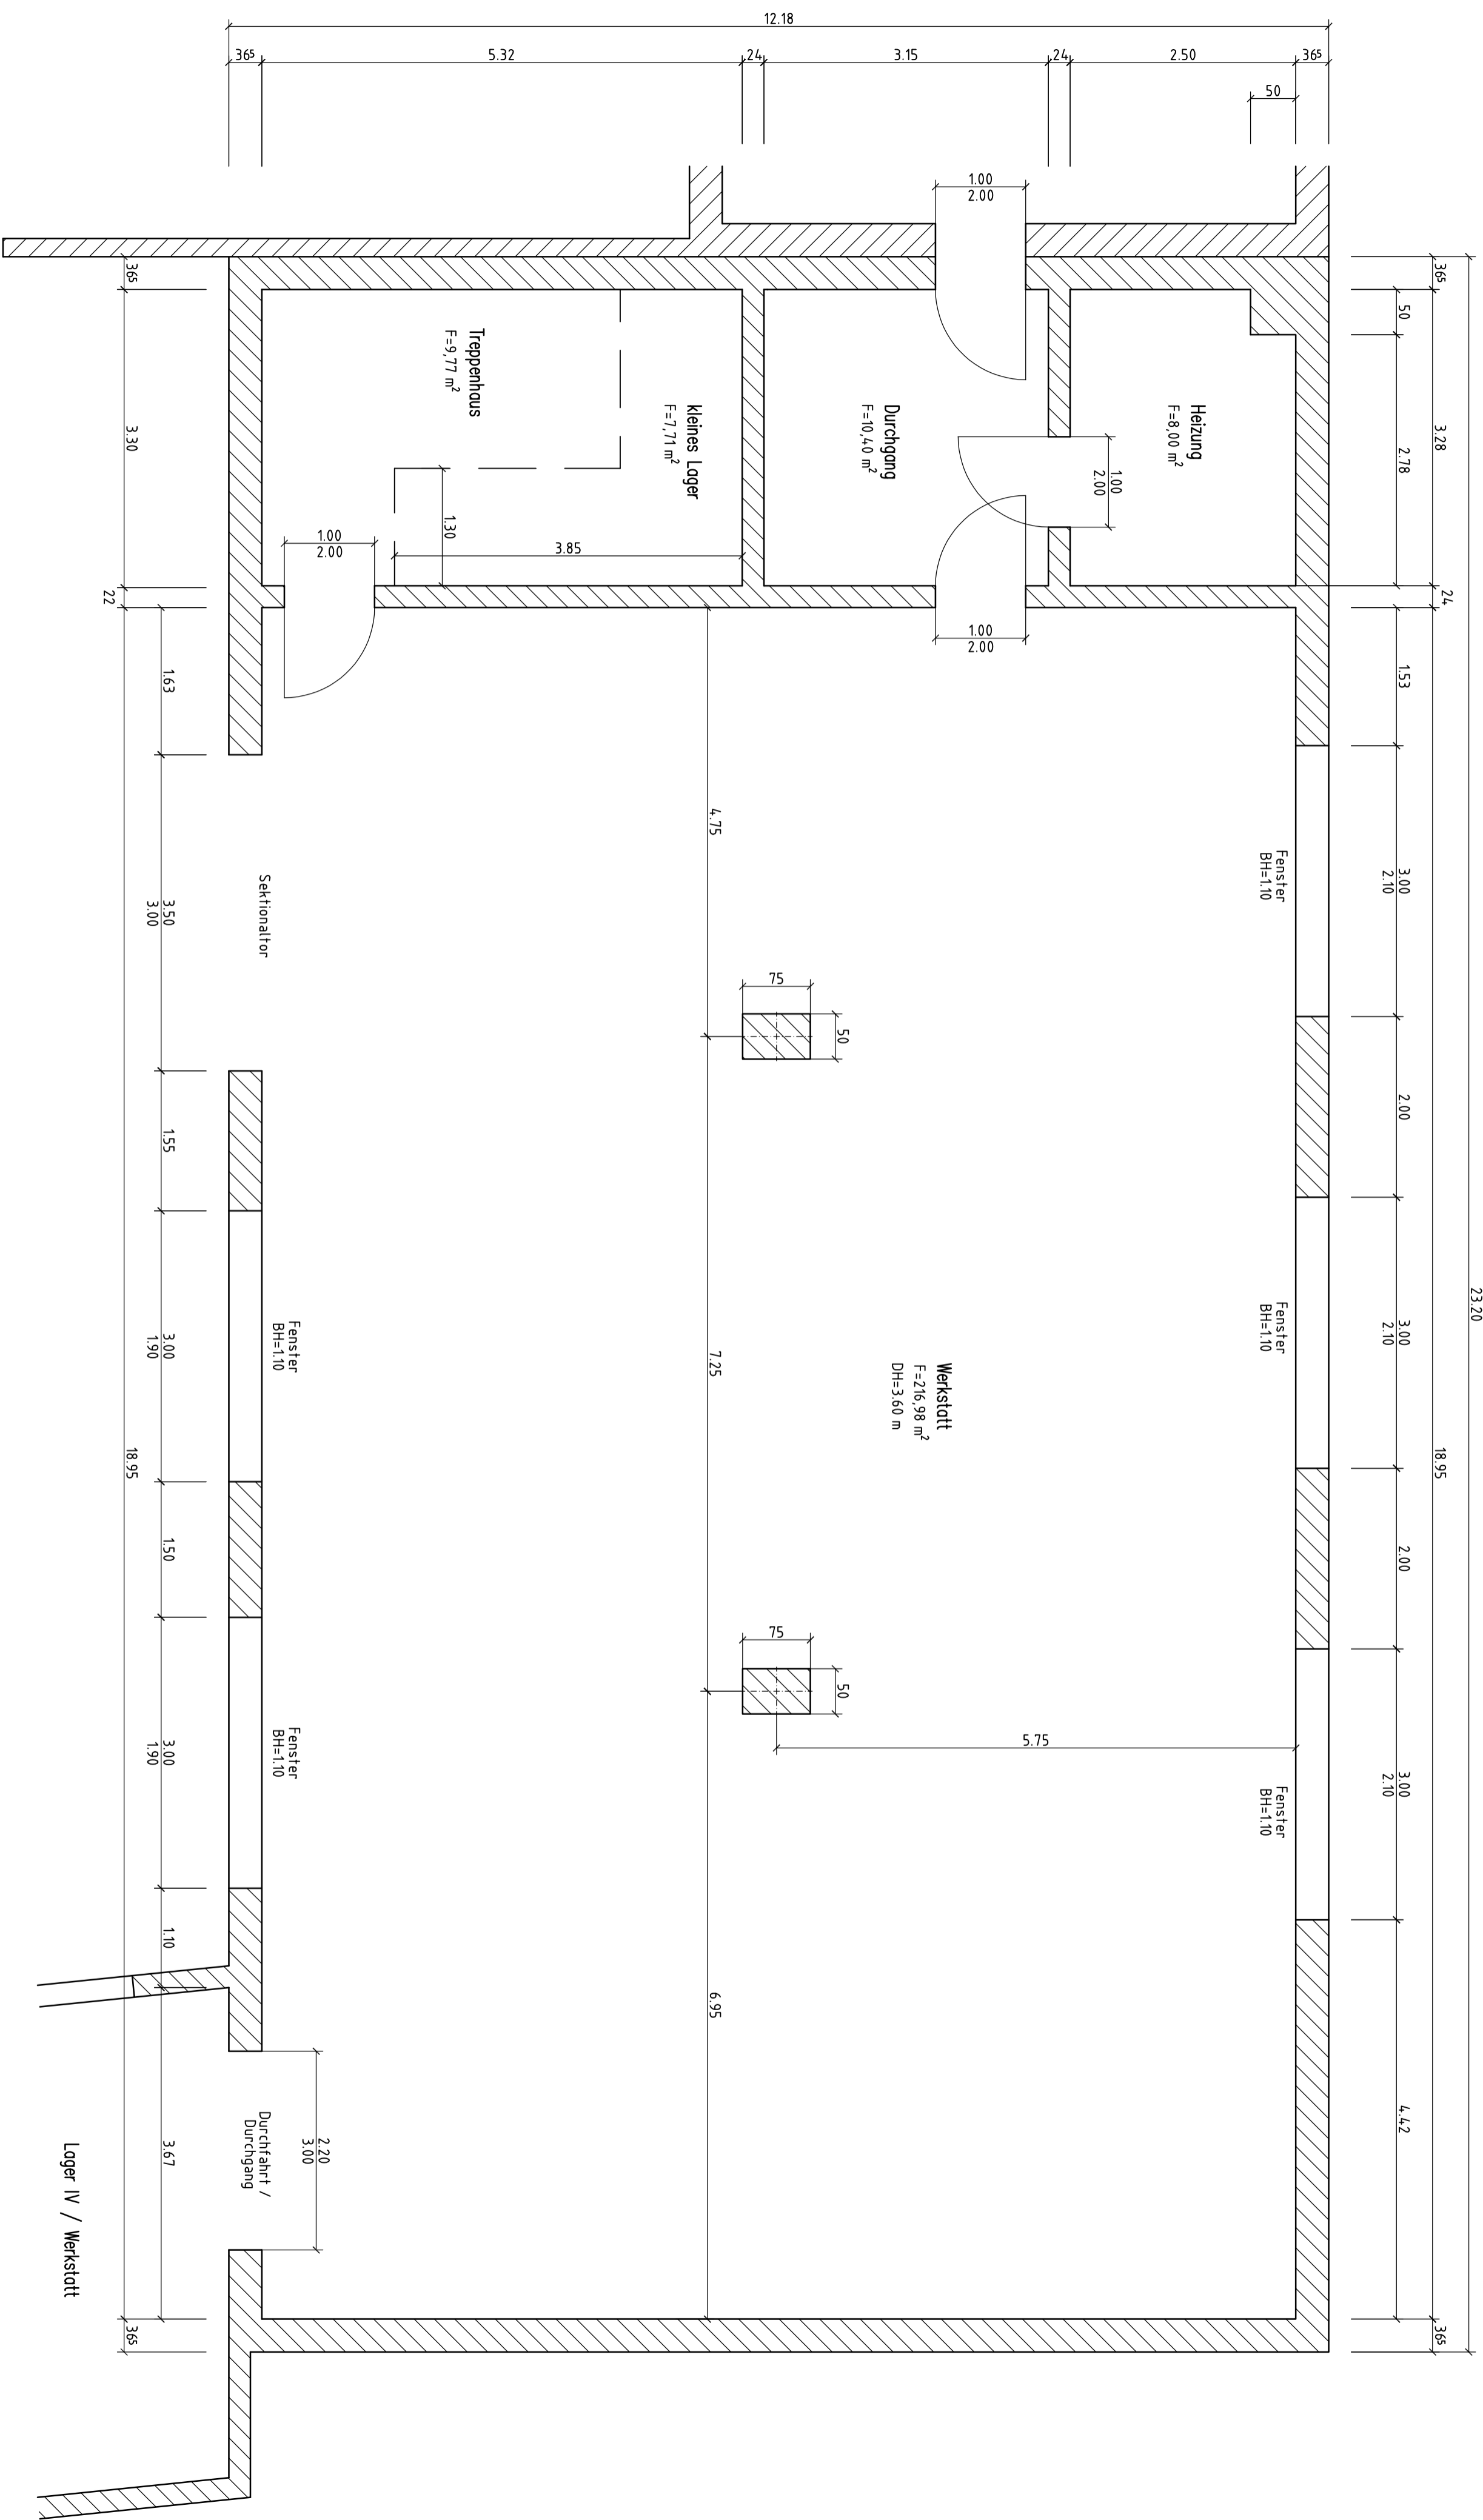 12.18
36⁵
5.32
24
3.15
24
2.50
36⁵
50
1.00
2.00
23.20
36⁵
3.28
24
18.95
36⁵
50
2.78
1.53
3.00
2.10
2.00
3.00
2.10
2.00
3.00
2.10
4.42
Heizung
F=8,00 m²
1.00
2.00
Durchgang
F=10,40 m²
1.00
2.00
kleines Lager
F=7,71 m²
Treppenhaus
F=9,77 m²
1.30
3.85
1.00
2.00
Fenster
BH=1.10
Fenster
BH=1.10
Fenster
BH=1.10
Werkstatt
F=216,98 m²
DH=3.60 m
75
50
75
50
5.75
4.75
7.25
6.95
Fenster
BH=1.10
Fenster
BH=1.10
Sektionaltor
2.20
3.00
Durchfahrt /
Durchgang
1.63
3.50
3.00
1.55
3.00
1.90
1.50
3.00
1.90
1.10
3.67
36⁵
3.30
22
18.95
36⁵
Lager IV / Werkstatt